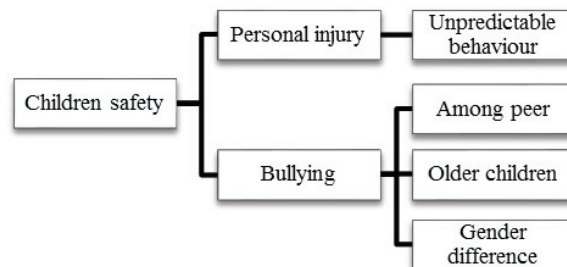 Children safety
Personal injury
Unpredictable
behaviour
Bullying
Among peer
Older children
Gender
difference